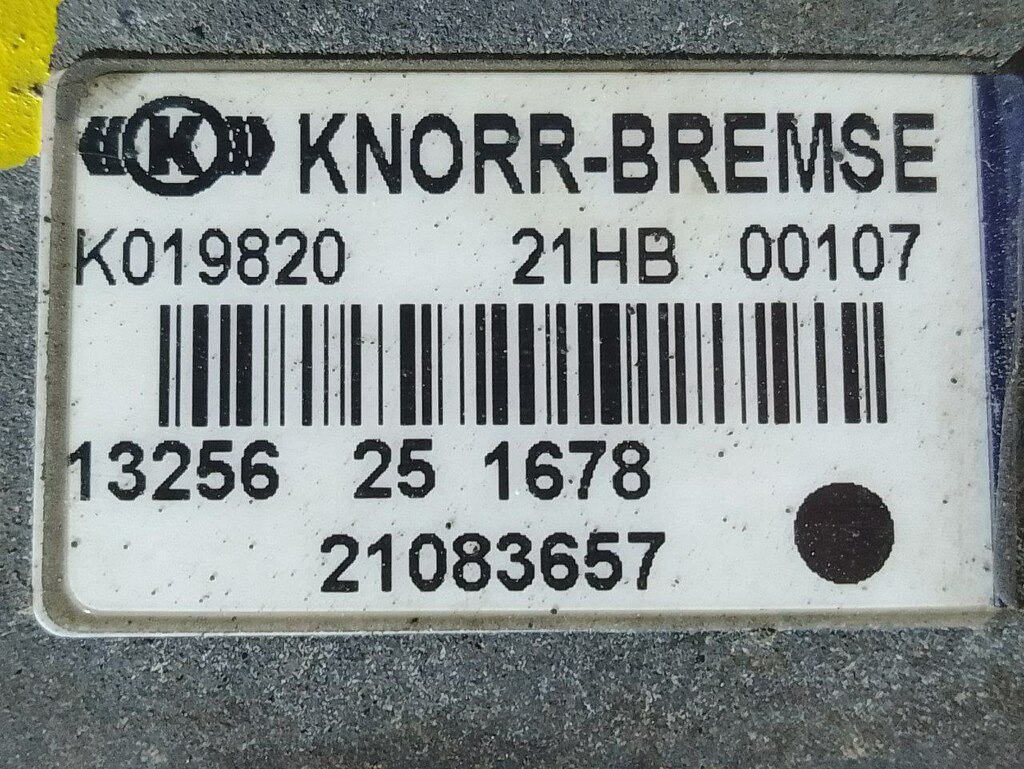 K KNORR-BREMSE
K019820 21HB 00107
13256 25 1678
21083657